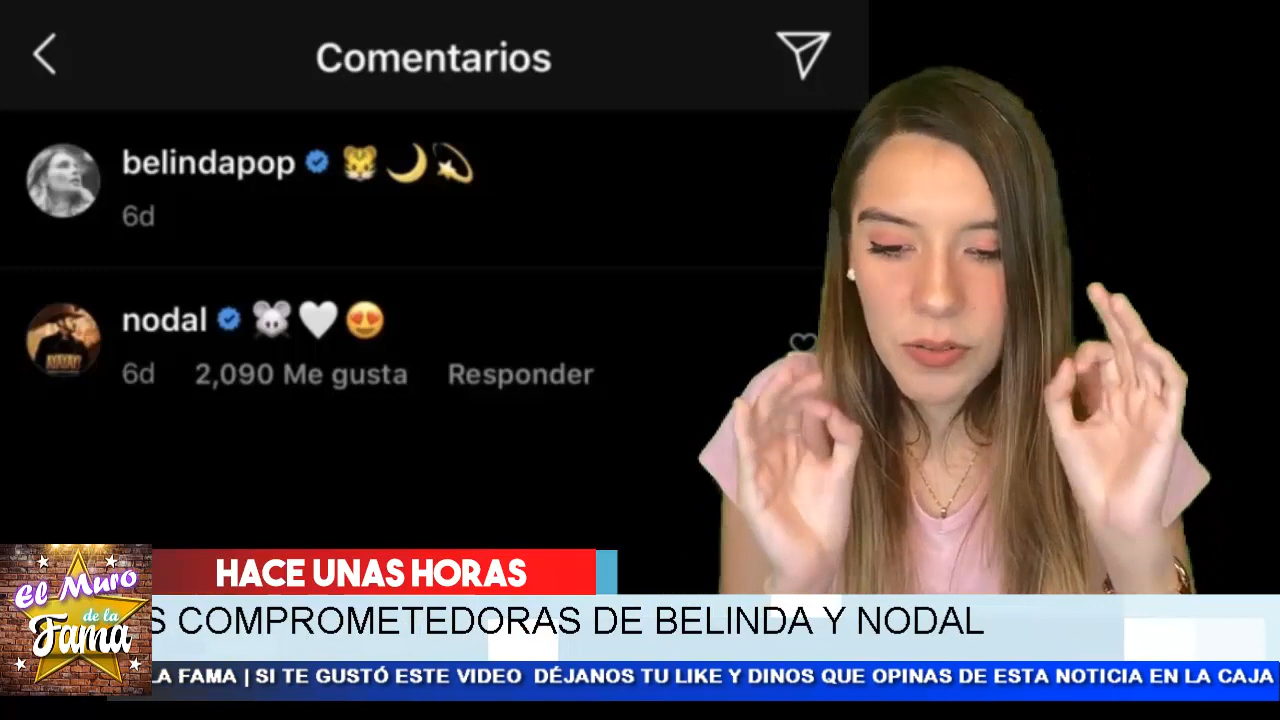 Comentarios
belindapop
6d
nodal
6d 2,090 Me gusta Responder
HACE UNAS HORAS
S COMPROMETEDORAS DE BELINDA Y NODAL
El Muro
de la
Fama
LA FAMA | SI TE GUSTÓ ESTE VIDEO DÉJANOS TU LIKE Y DINOS QUE OPINAS DE ESTA NOTICIA EN LA CAJA